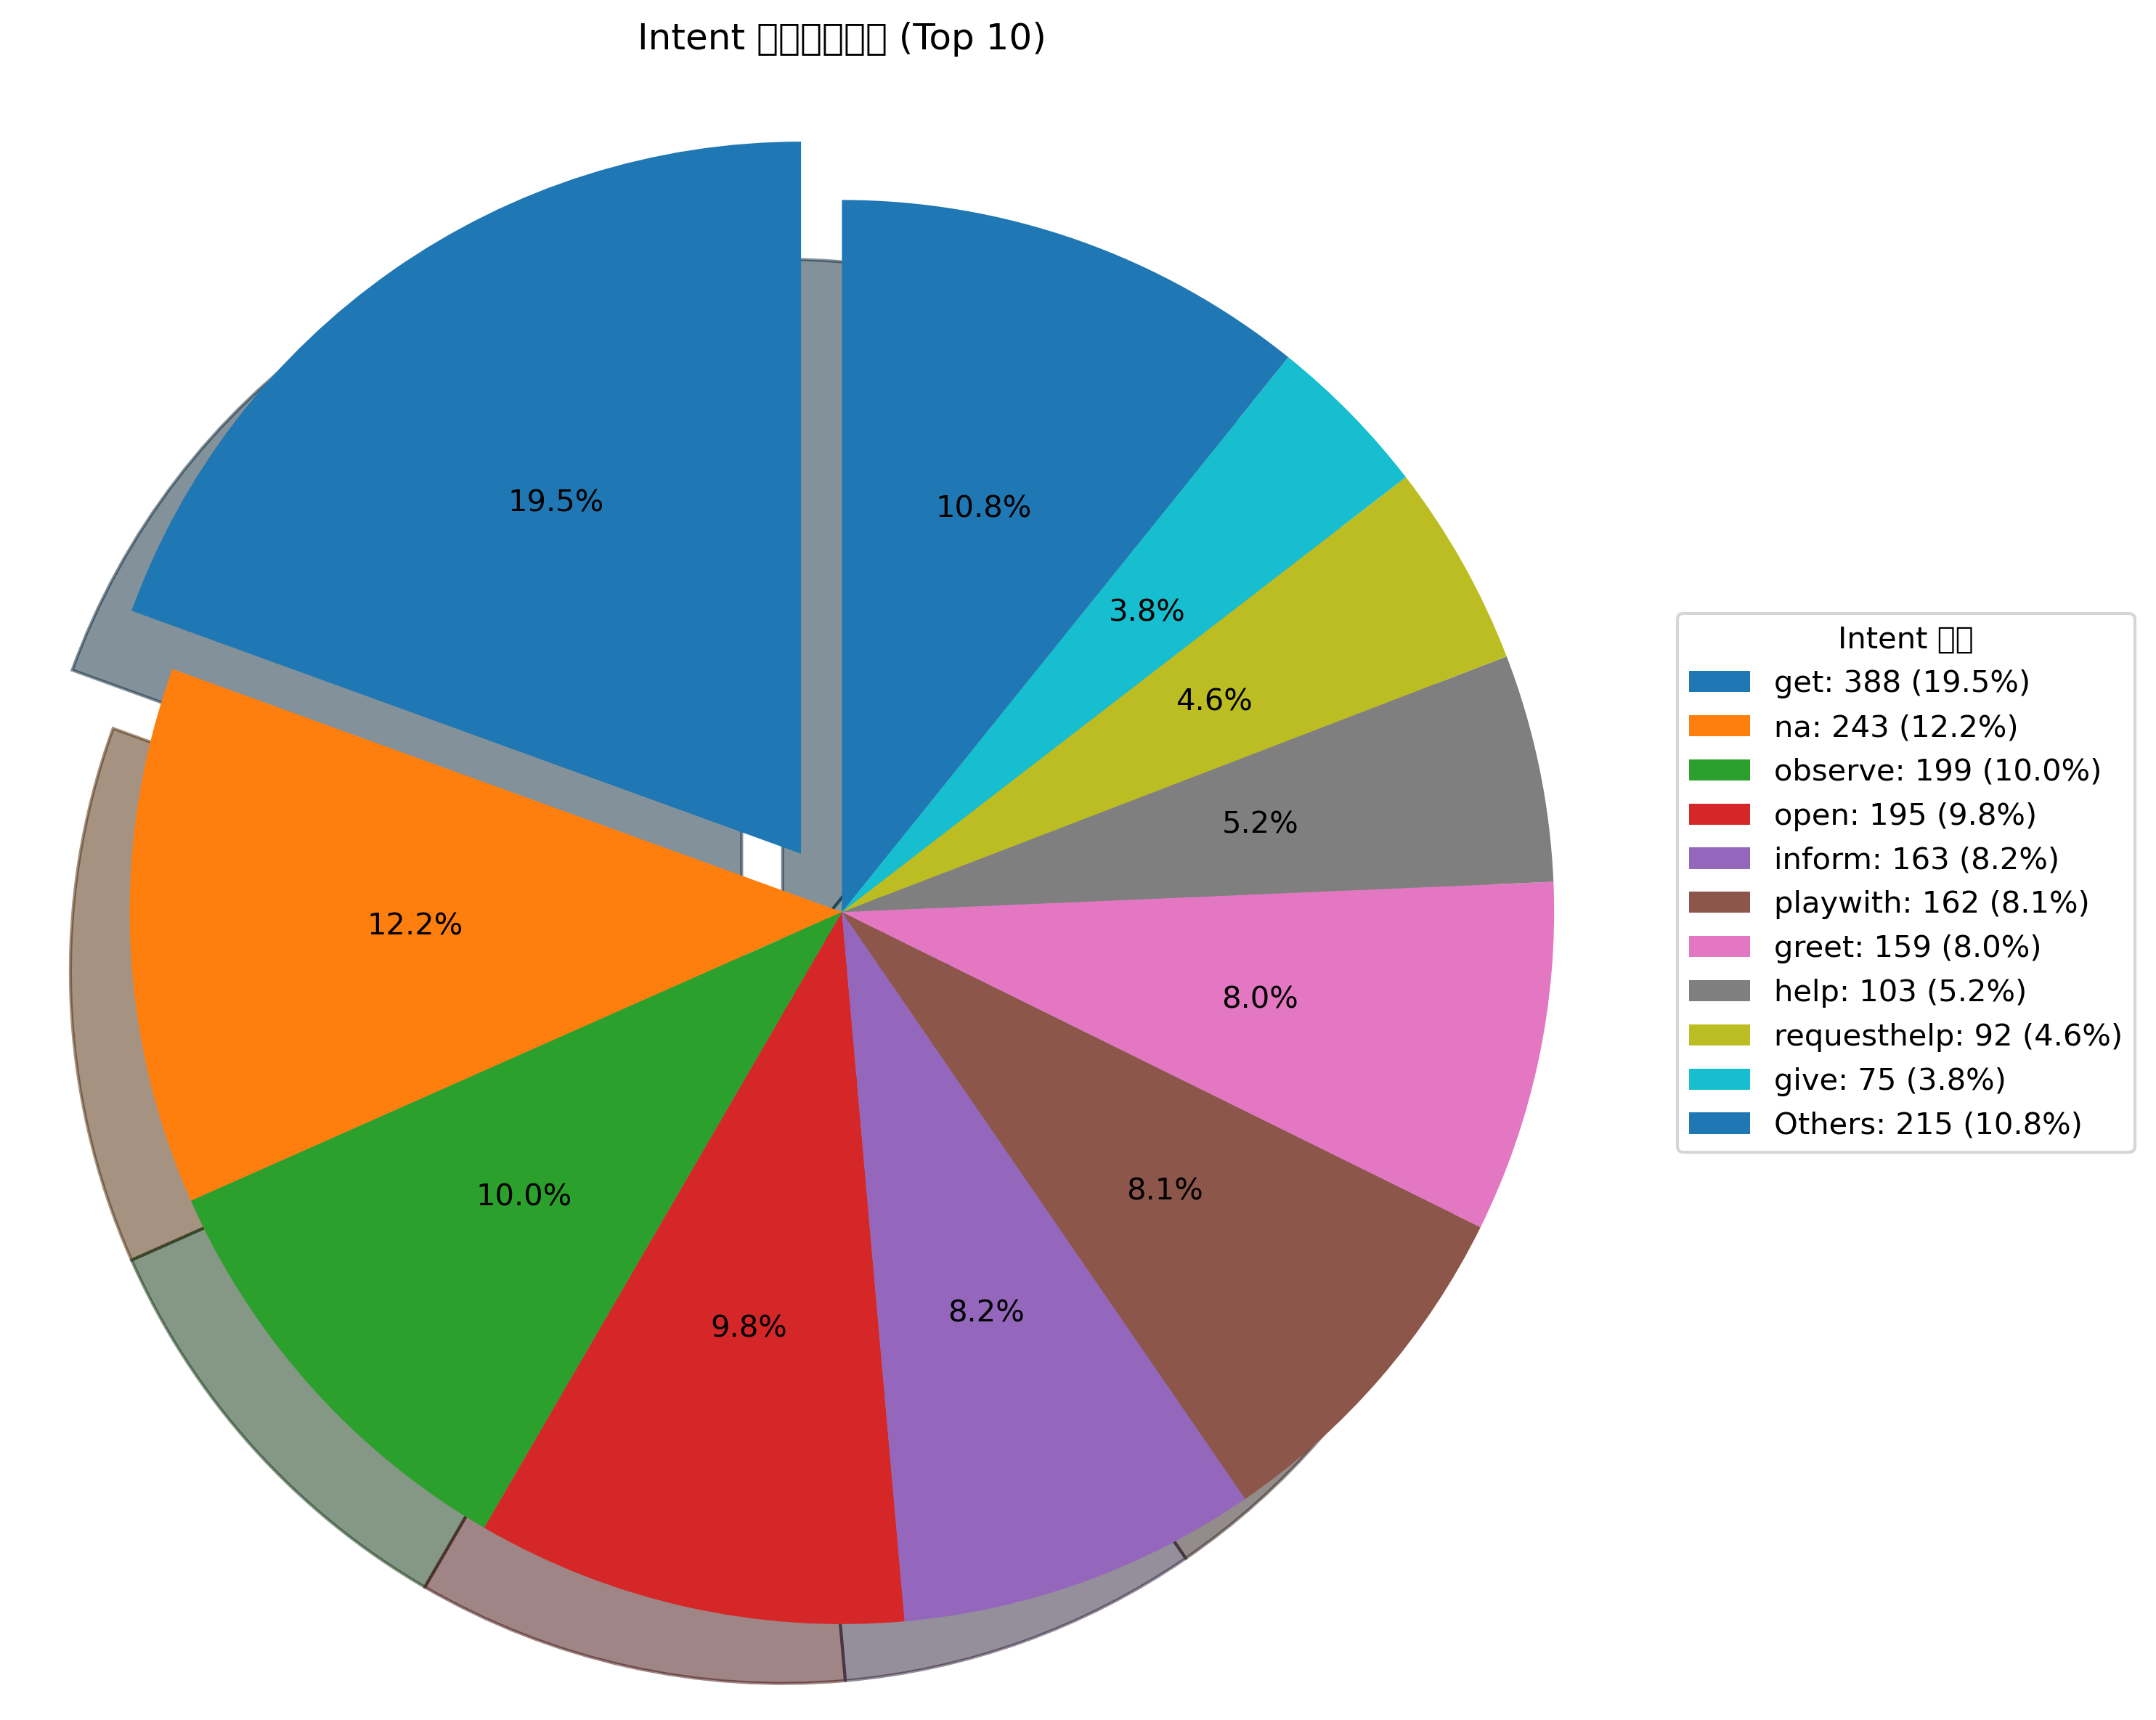 Intent (Top 10)
19.5%
10.8%
3.8%
4.6%
5.2%
12.2%
8.0%
10.0%
8.1%
9.8%
8.2%
Intent
get: 388 (19.5%)
na: 243 (12.2%)
observe: 199 (10.0%)
open: 195 (9.8%)
inform: 163 (8.2%)
playwith: 162 (8.1%)
greet: 159 (8.0%)
help: 103 (5.2%)
requesthelp: 92 (4.6%)
give: 75 (3.8%)
Others: 215 (10.8%)